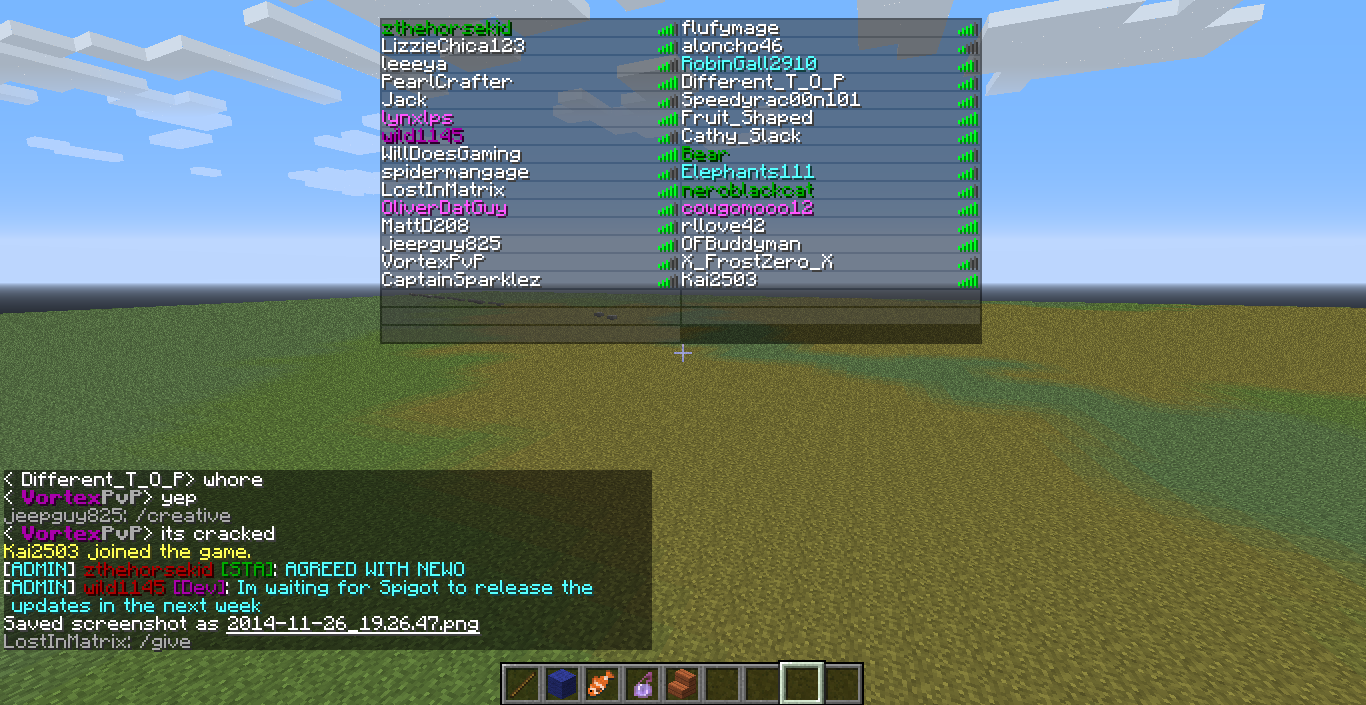 zthehorsekid flufymage
LizzieChica123 aloncho46
leeeya RobinGall2910
PearlCrafter Different_T_O_P
Jack Speedyrac00n101
lynxlps Fruit_Shaped
wild1145 Cathy_Slack
WillDoesGaming Bear
spidermangage Elephants111
LostInMatrix neroblackcat
OliverDatGuy cowgomooo12
MattD208 rllove42
jeepguy825 OFBuddyman
VortexPvP X_FrostZero_X
CaptainSparklez Kai2503
< Different_T_O_P> whore
< VortexPvP> yep
jeepguy825: /creative
< VortexPvP> its cracked
Kai2503 joined the game.
[ADMIN] zthehorsekid [STA]: AGREED WITH NEWO
[ADMIN] wild1145 [Dev]: Im waiting for Spigot to release the
updates in the next week
Saved screenshot as 2014-11-26_19.26.47.png
LostInMatrix: /give